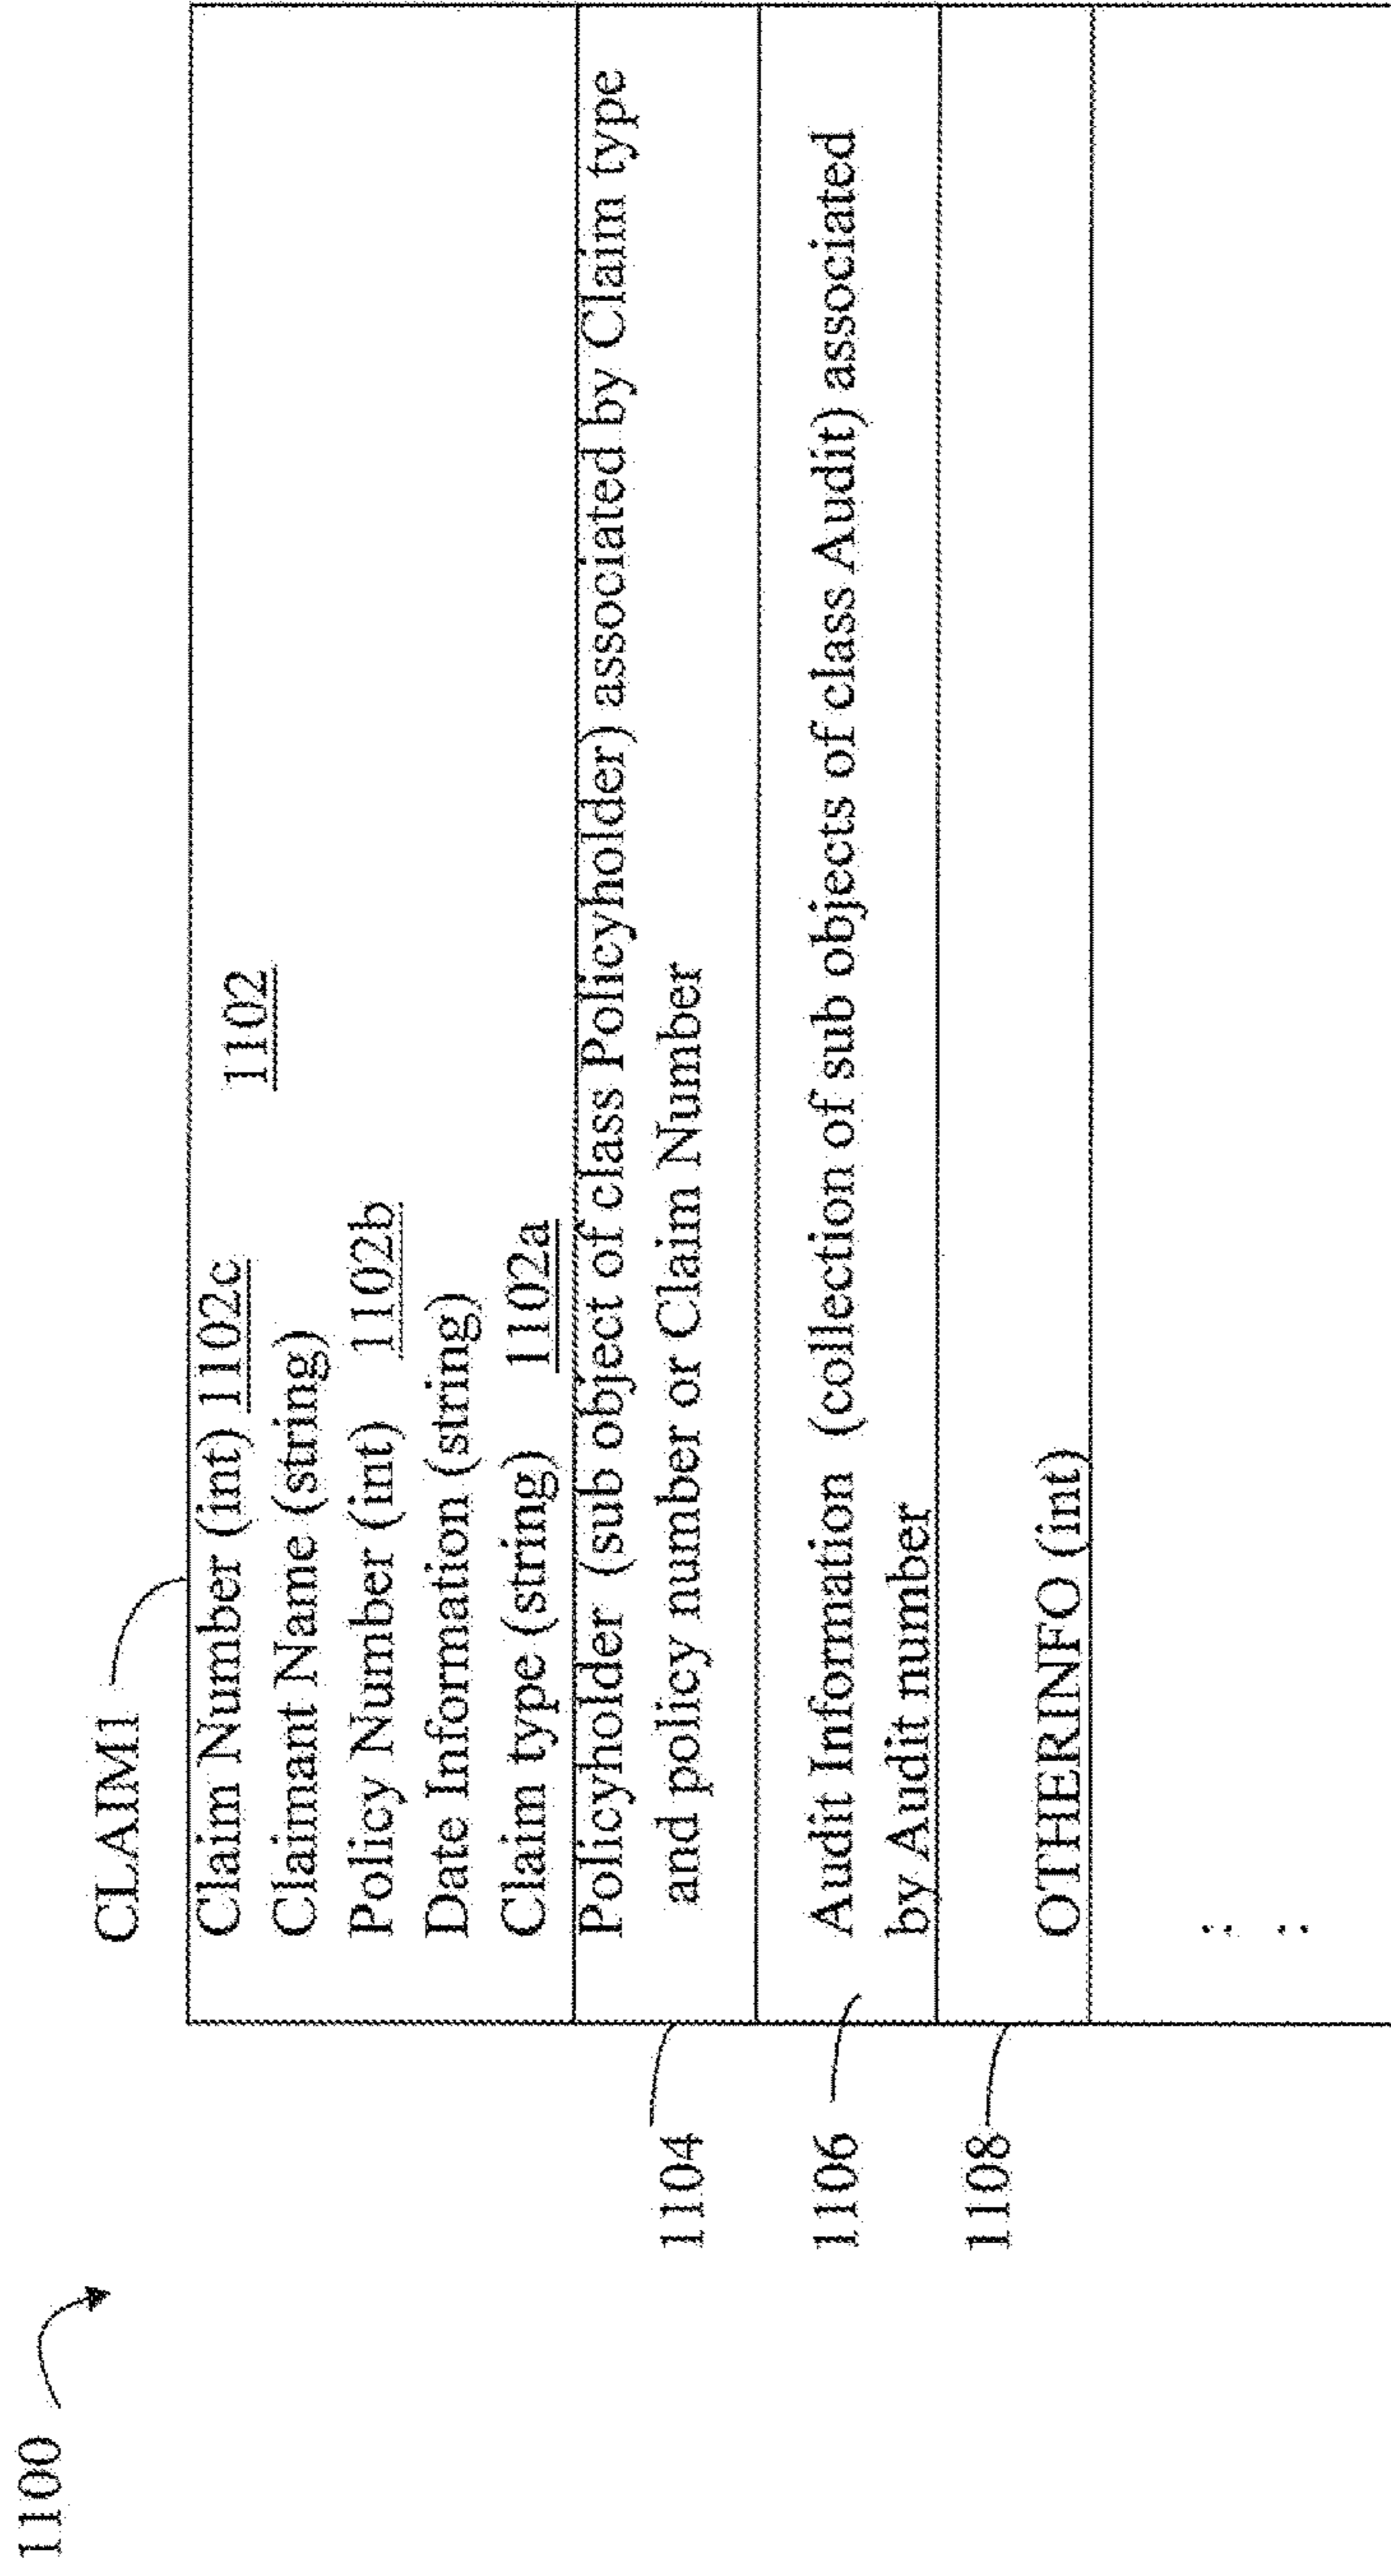 1100
CLAIM1
Claim Number (int) 1102c
Claimant Name (string)
1102
Policy Number (int) 1102b
Date Information (string)
Claim type (string) 1102a
1104
Policyholder (sub object of class Policyholder) associated by Claim type
and policy number or Claim Number
1106
Audit Information (collection of sub objects of class Audit) associated
by Audit number
1108
OTHERINFO (int)